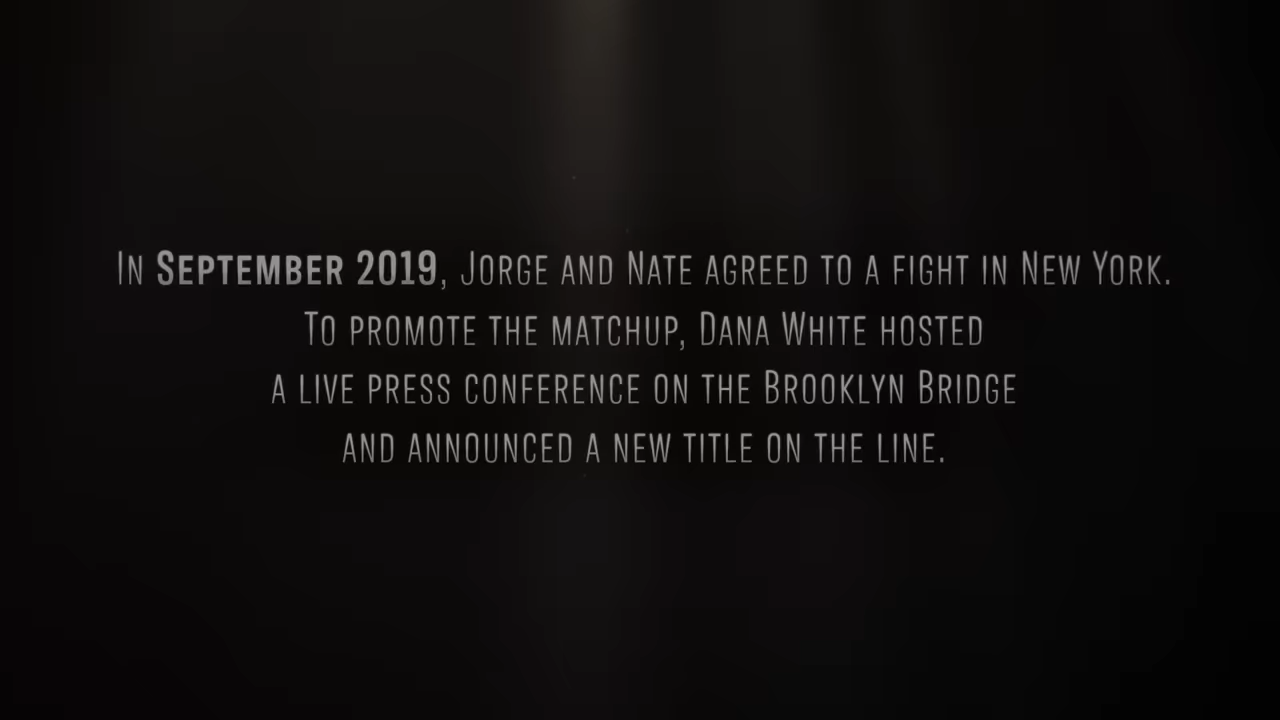 In September 2019, Jorge and Nate agreed to a fight in New York.
To promote the matchup, Dana White hosted
a live press conference on the Brooklyn Bridge
and announced a new title on the line.